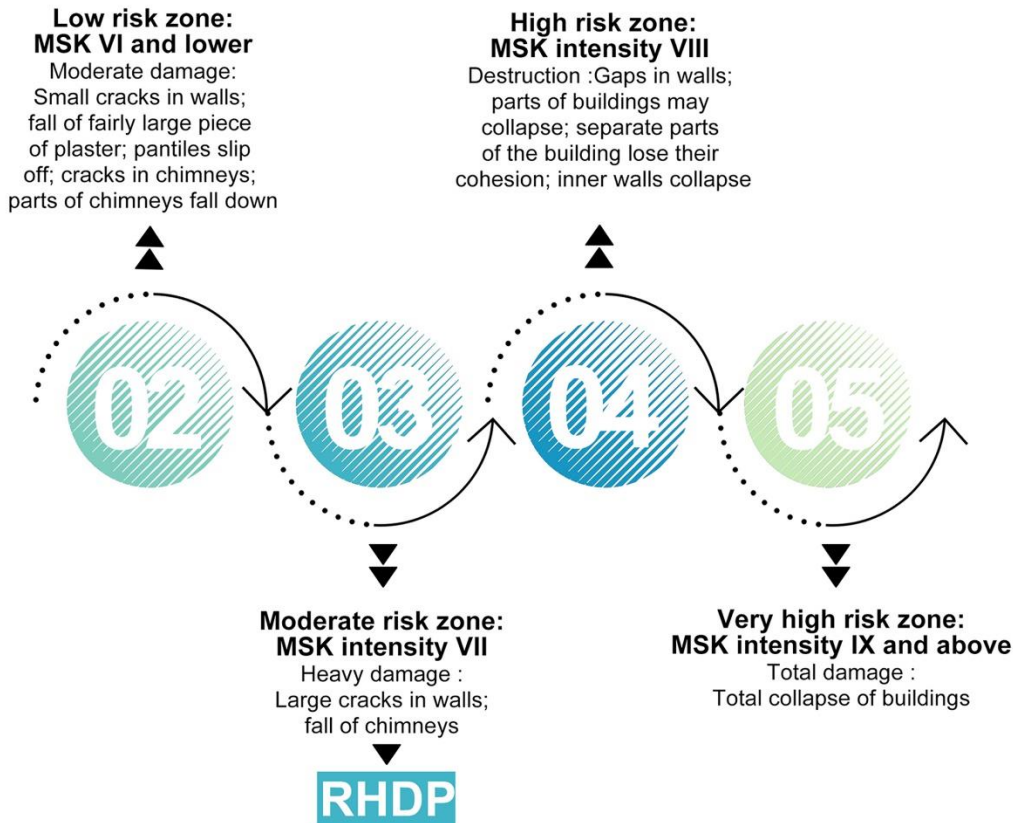 Low risk zone:
MSK VI and lower
Moderate damage:
Small cracks in walls;
fall of fairly large piece
of plaster; pantiles slip
off; cracks in chimneys;
parts of chimneys fall down
High risk zone:
MSK intensity VIII
Destruction :Gaps in walls;
parts of buildings may
collapse; separate parts
of the building lose their
cohesion; inner walls collapse
02
03
04
05
Moderate risk zone:
MSK intensity VII
Heavy damage :
Large cracks in walls;
fall of chimneys
RHDP
Very high risk zone:
MSK intensity IX and above
Total damage :
Total collapse of buildings